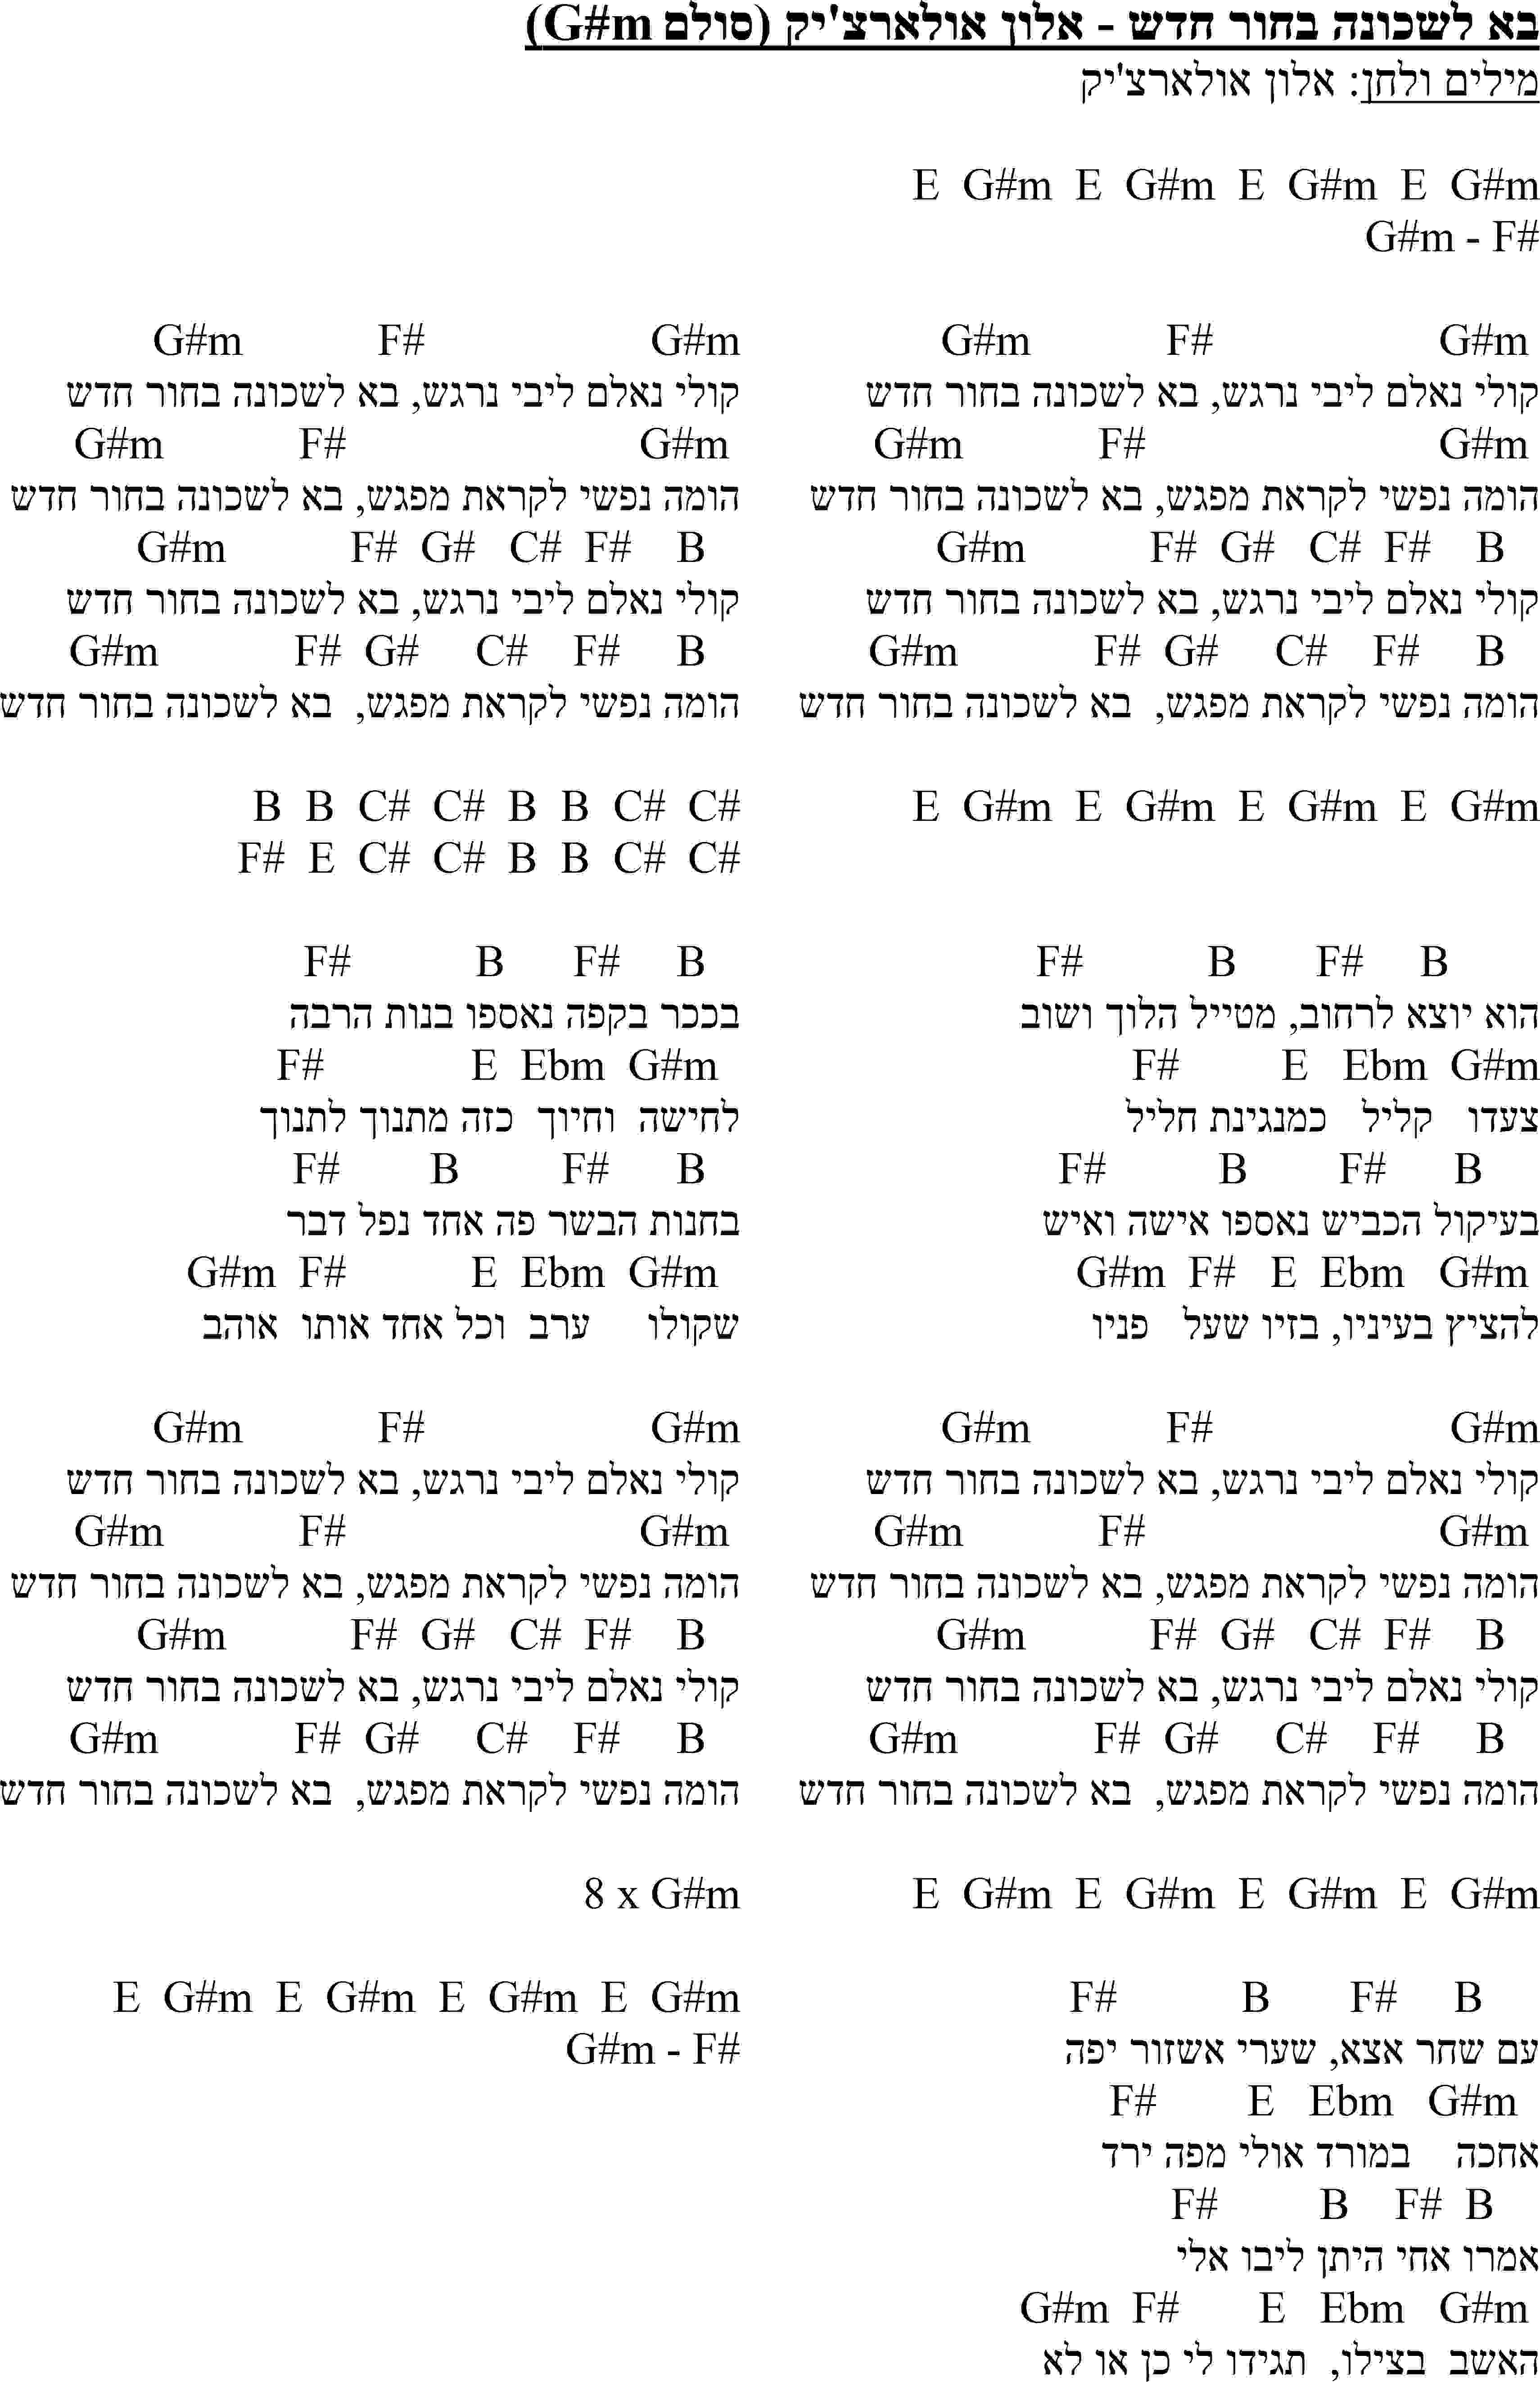 בא לשכונה בחור חדש - אלון אולארצ'יק (סולם G#m)
מילים ולחן: אלון אולארצ'יק
E  G#m  E  G#m  E  G#m  E  G#m
G#m - F#
G#m F# G#m
קולי נאלם ליבי נרגש, בא לשכונה בחור חדש
G#m F# G#m
הומה נפשי לקראת מפגש, בא לשכונה בחור חדש
G#m F# G# C# F# B
קולי נאלם ליבי נרגש, בא לשכונה בחור חדש
G#m F# G# C# F# B
הומה נפשי לקראת מפגש, בא לשכונה בחור חדש
E  G#m  E  G#m  E  G#m  E  G#m
F# B F# B
הוא יוצא לרחוב, מטייל הלוך ושוב
F# E Ebm G#m
צעדו קליל כמנגינת חליל
F# B F# B
בעיקול הכביש נאספו אישה ואיש
G#m F# E Ebm G#m
להציץ בעיניו, בזיו שעל פניו
G#m F# G#m
קולי נאלם ליבי נרגש, בא לשכונה בחור חדש
G#m F# G#m
הומה נפשי לקראת מפגש, בא לשכונה בחור חדש
G#m F# G# C# F# B
קולי נאלם ליבי נרגש, בא לשכונה בחור חדש
G#m F# G# C# F# B
הומה נפשי לקראת מפגש, בא לשכונה בחור חדש
E  G#m  E  G#m  E  G#m  E  G#m
F# B F# B
עם שחר אצא, שערי אשזור יפה
F# E Ebm G#m
אחכה במורד אולי מפה ירד
F# B F# B
אמרו אחי היתן ליבו אלי
G#m F# E Ebm G#m
האשב בצילו, תגידו לי כן או לא
G#m F# G#m
קולי נאלם ליבי נרגש, בא לשכונה בחור חדש
G#m F# G#m
הומה נפשי לקראת מפגש, בא לשכונה בחור חדש
G#m F# G# C# F# B
קולי נאלם ליבי נרגש, בא לשכונה בחור חדש
G#m F# G# C# F# B
הומה נפשי לקראת מפגש, בא לשכונה בחור חדש
B  B  C#  C#  B  B  C#  C#
F#  E  C#  C#  B  B  C#  C#
F# B F# B
בככר בקפה נאספו בנות הרבה
F# E Ebm G#m
לחישה וחיוך כזה מתנוך לתנוך
F# B F# B
בחנות הבשר פה אחד נפל דבר
G#m F# E Ebm G#m
שקולו ערב וכל אחד אותו אוהב
G#m F# G#m
קולי נאלם ליבי נרגש, בא לשכונה בחור חדש
G#m F# G#m
הומה נפשי לקראת מפגש, בא לשכונה בחור חדש
G#m F# G# C# F# B
קולי נאלם ליבי נרגש, בא לשכונה בחור חדש
G#m F# G# C# F# B
הומה נפשי לקראת מפגש, בא לשכונה בחור חדש
8 x G#m
E  G#m  E  G#m  E  G#m  E  G#m
G#m - F#